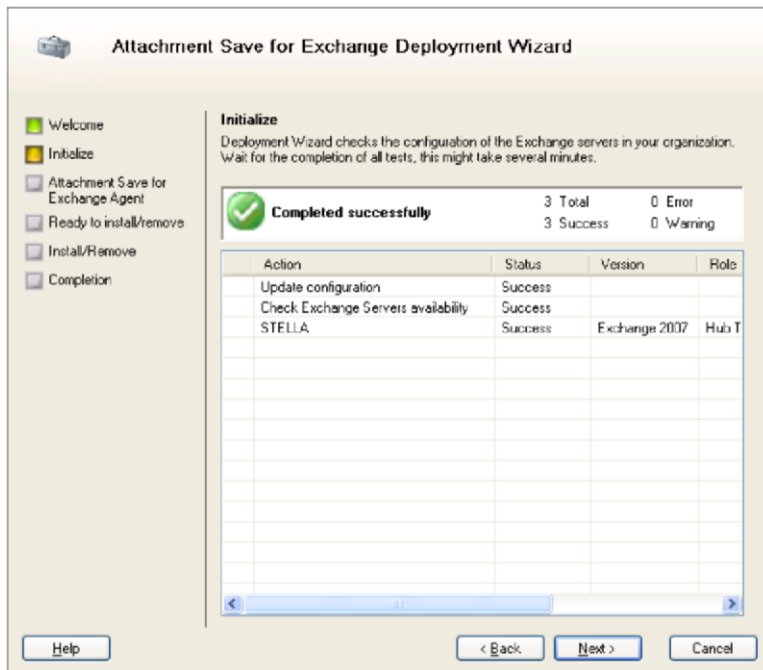 Attachment Save for Exchange Deployment Wizard
Welcome
Initialize
Attachment Save for
Exchange Agent
Ready to install/remove
Install/Remove
Completion
Initialize
Deployment Wizard checks the configuration of the Exchange servers in your organization.
Wait for the completion of all tests, this might take several minutes.
Completed successfully
3 Total 0 Error
3 Success 0 Warning
Action Status Version Role
Update configuration Success
Check Exchange Servers availability Success
STELLA Success Exchange 2007 Hub T
Help < Back Next > Cancel